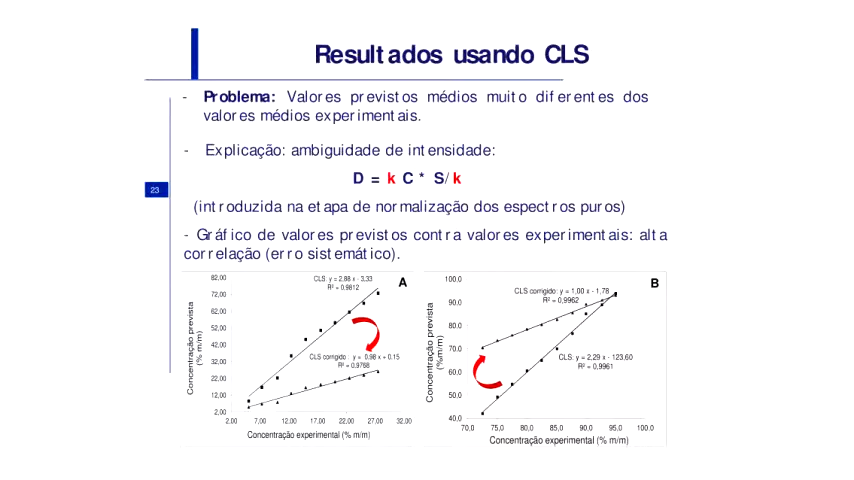 Resultados usando CLS
- Problema: Valores previstos médios muito diferentes dos
valores médios experimentais.
- Explicação: ambiguidade de intensidade:
D = k C * S/k
23
(introduzida na etapa de normalização dos espectros puros)
- Gráfico de valores previstos contra valores experimentais: alta
correlação (erro sistemático).
A
CLS: y = 2,88 x - 3,33
R² = 0,9812
CLS corrigido : y = 0,98 x + 0,15
R² = 0,9768
Concentração prevista
(% m/m)
82,00
72,00
62,00
52,00
42,00
32,00
22,00
12,00
2,00
2,00 7,00 12,00 17,00 22,00 27,00 32,00
Concentração experimental (% m/m)
B
CLS corrigido: y = 1,00 x - 1,78
R² = 0,9962
CLS: y = 2,29 x - 123,60
R² = 0,9961
Concentração prevista
(%m/m)
100,0
90,0
80,0
70,0
60,0
50,0
40,0
70,0 75,0 80,0 85,0 90,0 95,0 100,0
Concentração experimental (% m/m)